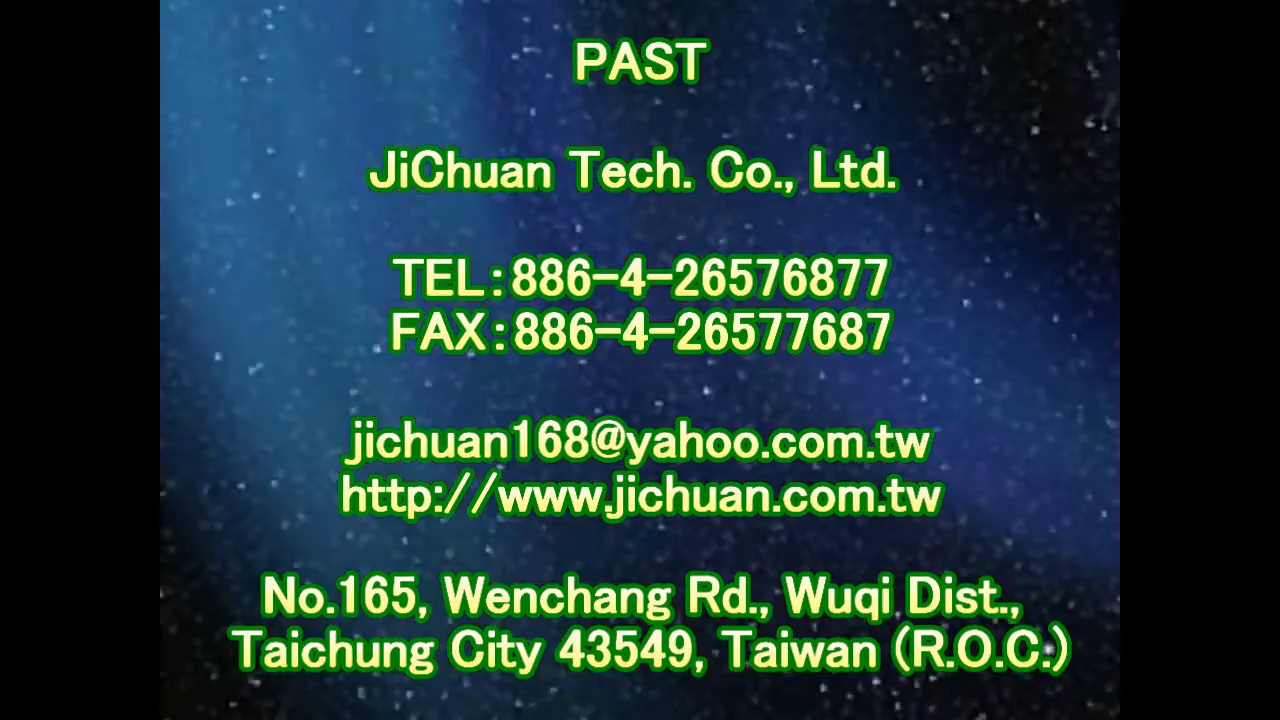 PAST
JiChuan Tech. Co., Ltd.
TEL:886-4-26576877
FAX:886-4-26577687
jichuan168@yahoo.com.tw
http://www.jichuan.com.tw
No.165, Wenchang Rd., Wuqi Dist.,
Taichung City 43549, Taiwan (R.O.C.)